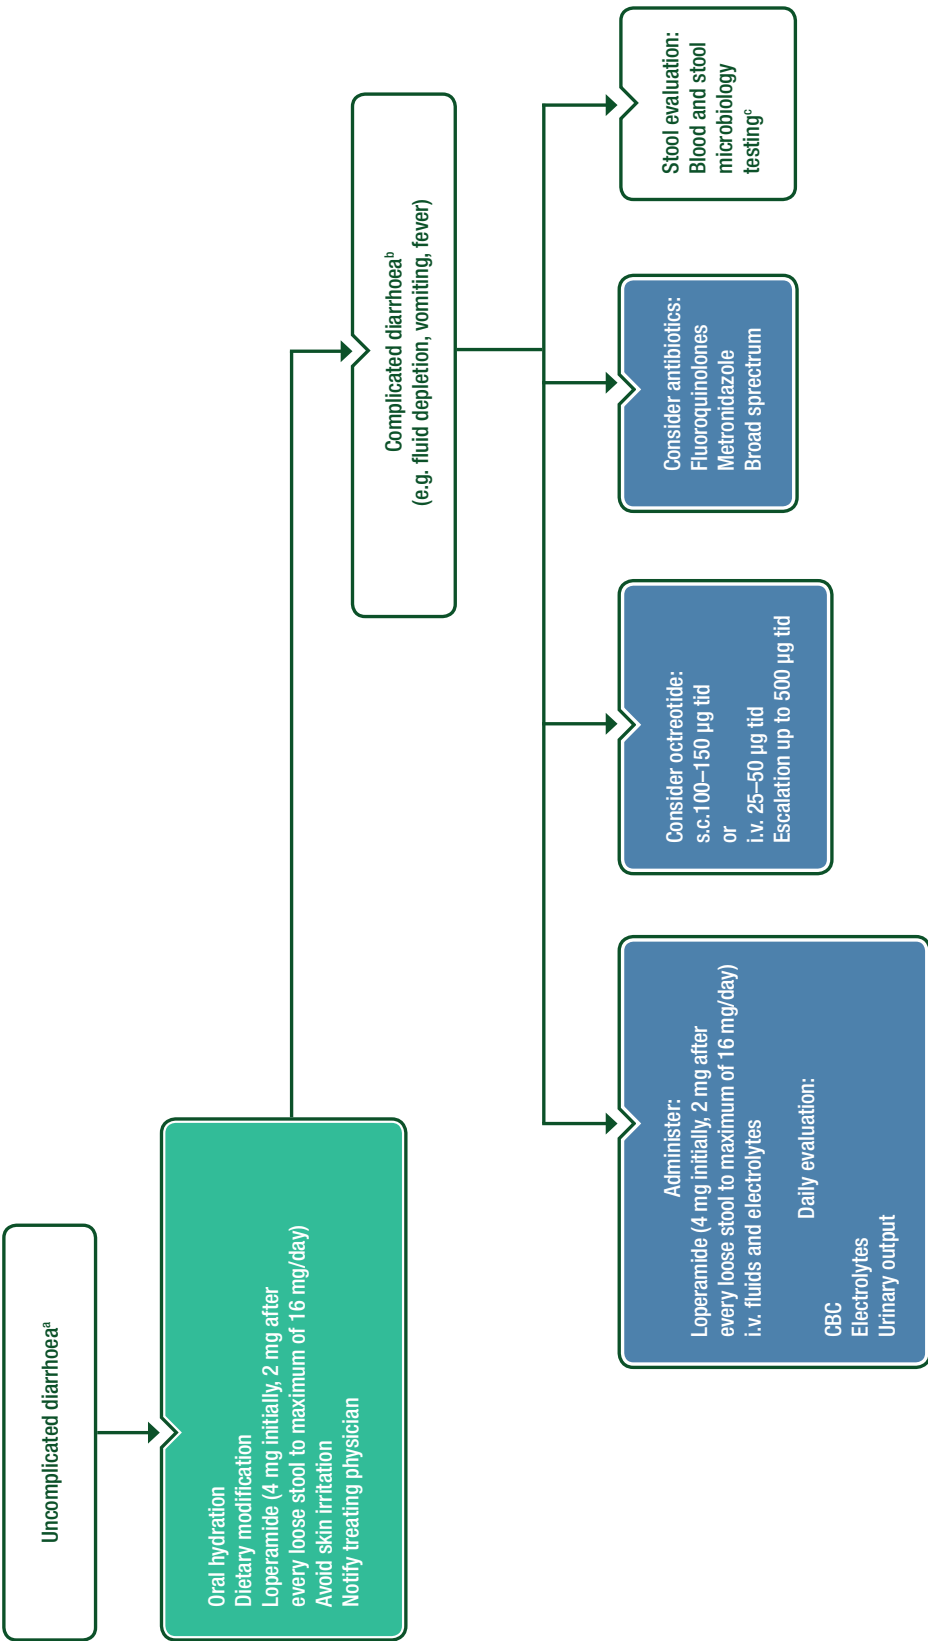 Uncomplicated diarrhoeaᵃ
Oral hydration
Dietary modification
Loperamide (4 mg initially, 2 mg after
every loose stool to maximum of 16 mg/day)
Avoid skin irritation
Notify treating physician
Complicated diarrhoeaᵇ
(e.g. fluid depletion, vomiting, fever)
Administer:
Loperamide (4 mg initially, 2 mg after
every loose stool to maximum of 16 mg/day)
i.v. fluids and electrolytes
Daily evaluation:
CBC
Electrolytes
Urinary output
Consider octreotide:
s.c.100–150 µg tid
or
i.v. 25–50 µg tid
Escalation up to 500 µg tid
Consider antibiotics:
Fluoroquinolones
Metronidazole
Broad sprectrum
Stool evaluation:
Blood and stool
microbiology
testingᶜ